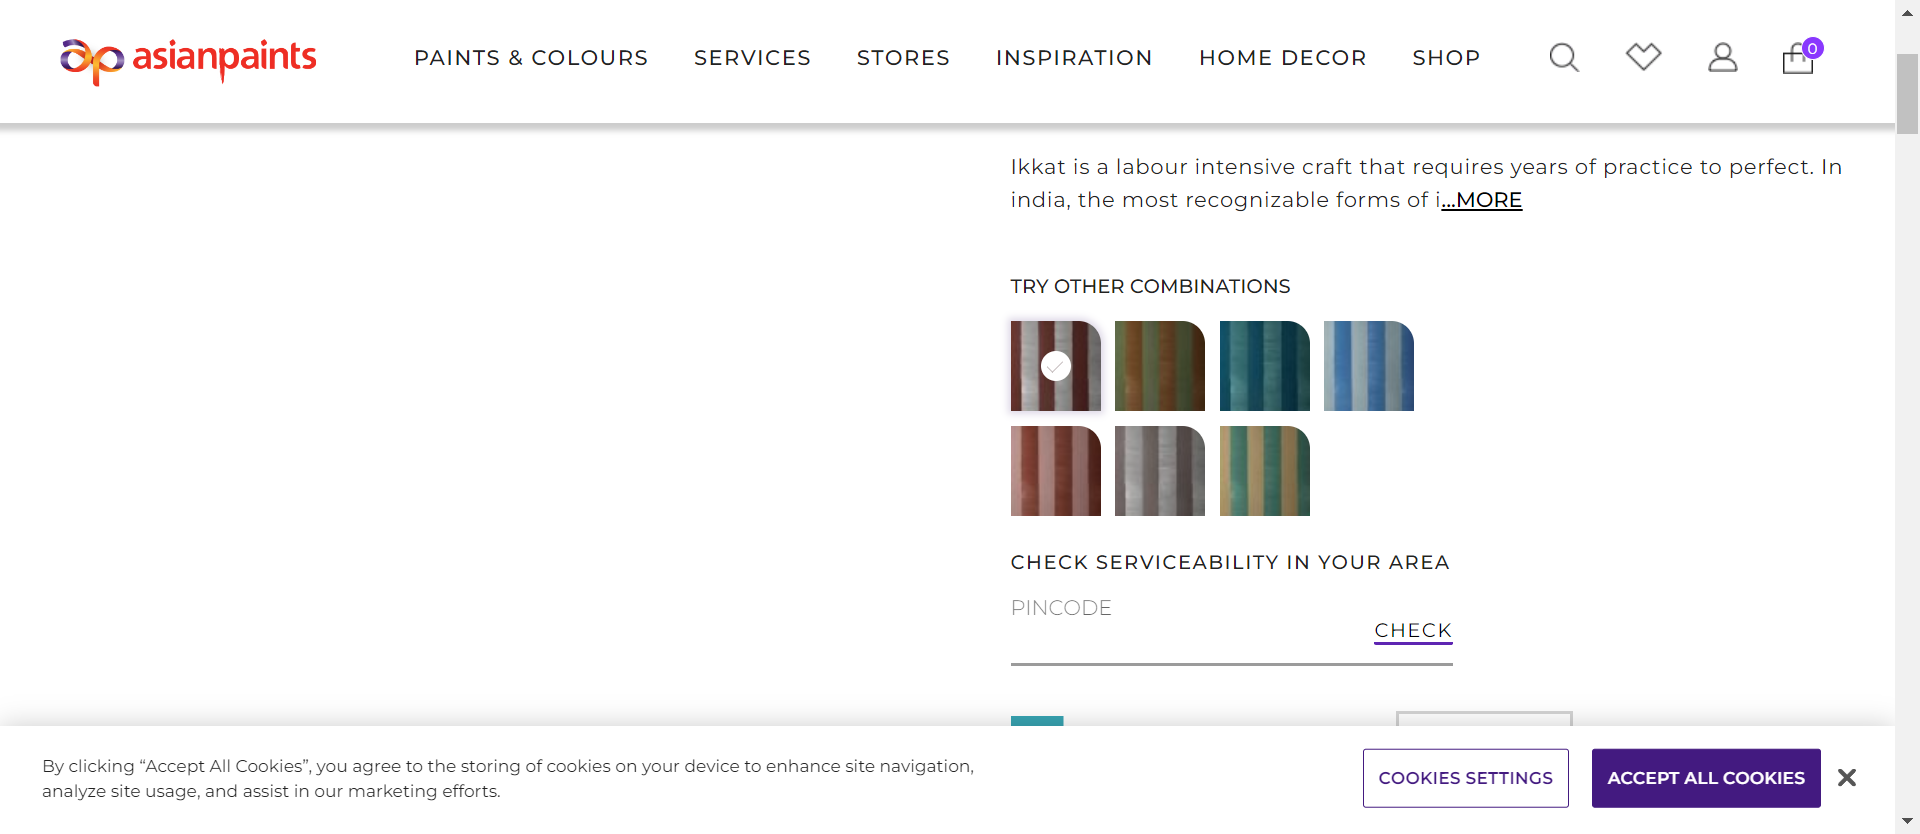 asianpaints
PAINTS & COLOURS
SERVICES
STORES
INSPIRATION
HOME DECOR
SHOP
0
Ikkat is a labour intensive craft that requires years of practice to perfect. In
india, the most recognizable forms of i...MORE
TRY OTHER COMBINATIONS
CHECK SERVICEABILITY IN YOUR AREA
PINCODE
CHECK
By clicking “Accept All Cookies”, you agree to the storing of cookies on your device to enhance site navigation,
analyze site usage, and assist in our marketing efforts.
COOKIES SETTINGS
ACCEPT ALL COOKIES